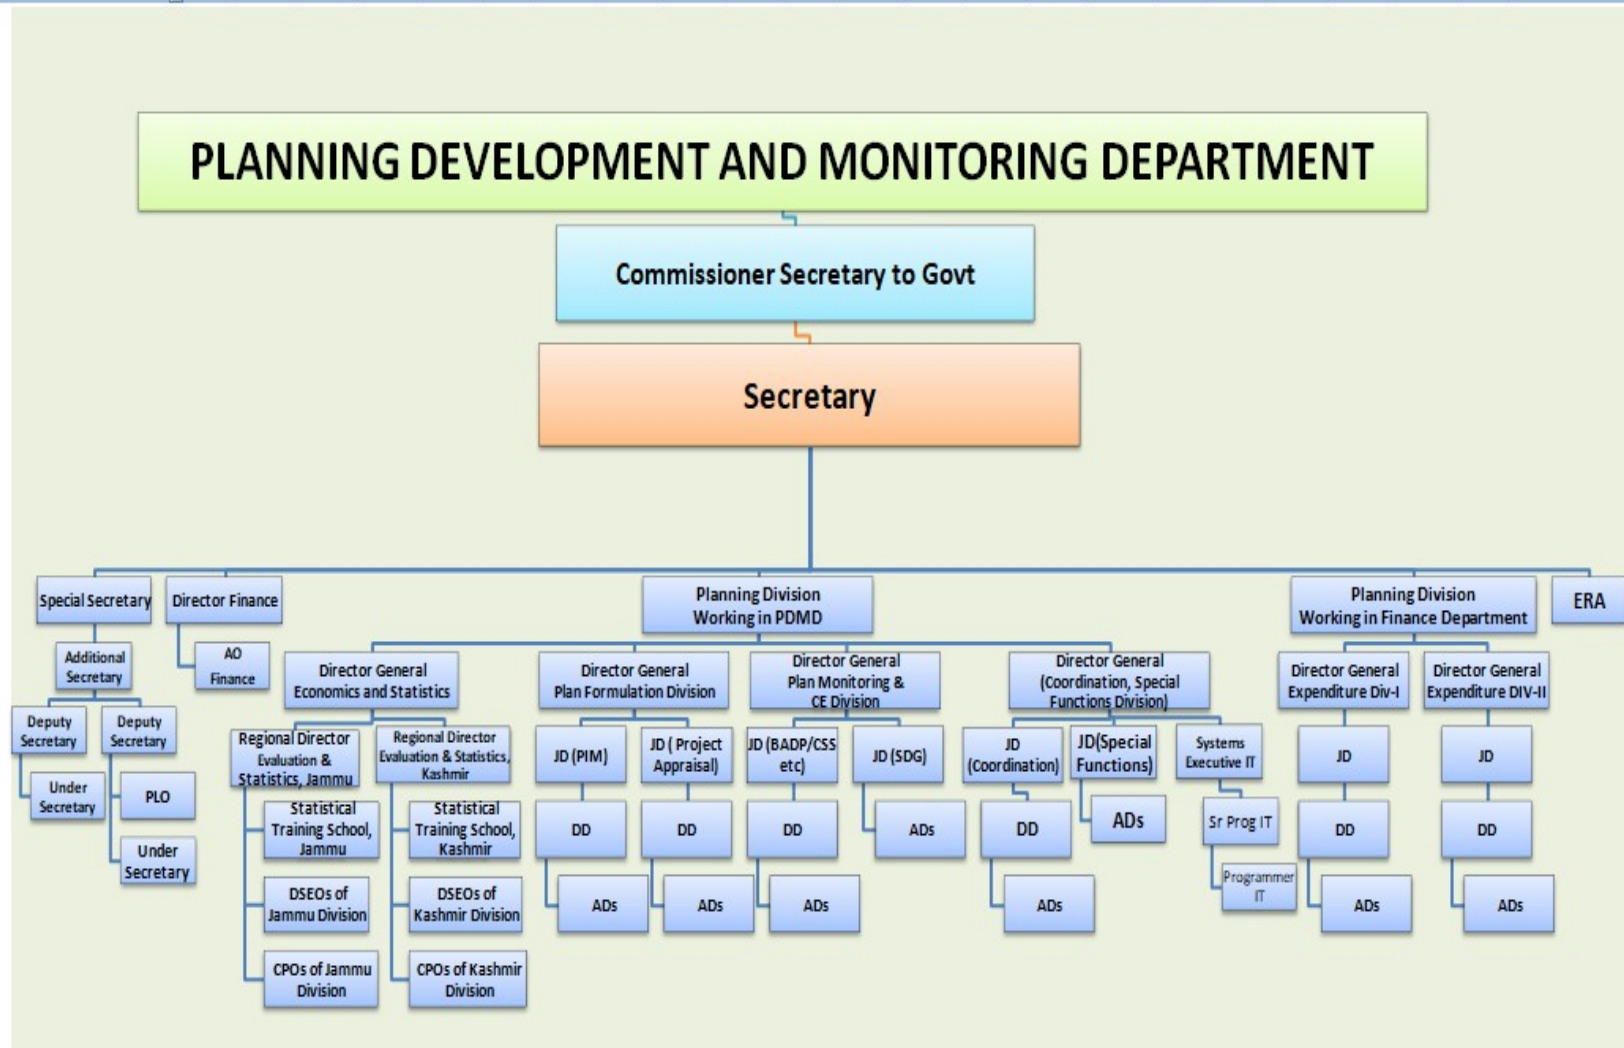 PLANNING DEVELOPMENT AND MONITORING DEPARTMENT
Commissioner Secretary to Govt
Secretary
Special Secretary
Director Finance
Planning Division
Working in PDMD
Planning Division
Working in Finance Department
ERA
Additional
Secretary
AO
Finance
Director General
Economics and Statistics
Director General
Plan Formulation Division
Director General
Plan Monitoring &
CE Division
Director General
(Coordination, Special
Functions Division)
Director General
Expenditure Div-I
Director General
Expenditure DIV-II
Deputy
Secretary
Deputy
Secretary
Regional Director
Evaluation &
Statistics, Jammu
Regional Director
Evaluation & Statistics,
Kashmir
JD (PIM)
JD ( Project
Appraisal)
JD (BADP/CSS
etc)
JD (SDG)
JD
(Coordination)
JD(Special
Functions)
Systems
Executive IT
JD
JD
Under
Secretary
PLO
Statistical
Training School,
Jammu
Statistical
Training School,
Kashmir
DD
DD
DD
ADs
DD
ADs
Sr Prog IT
DD
DD
Under
Secretary
DSEOs of
Jammu Division
DSEOs of
Kashmir Division
ADs
ADs
ADs
ADs
Programmer
IT
ADs
ADs
CPOs of Jammu
Division
CPOs of Kashmir
Division